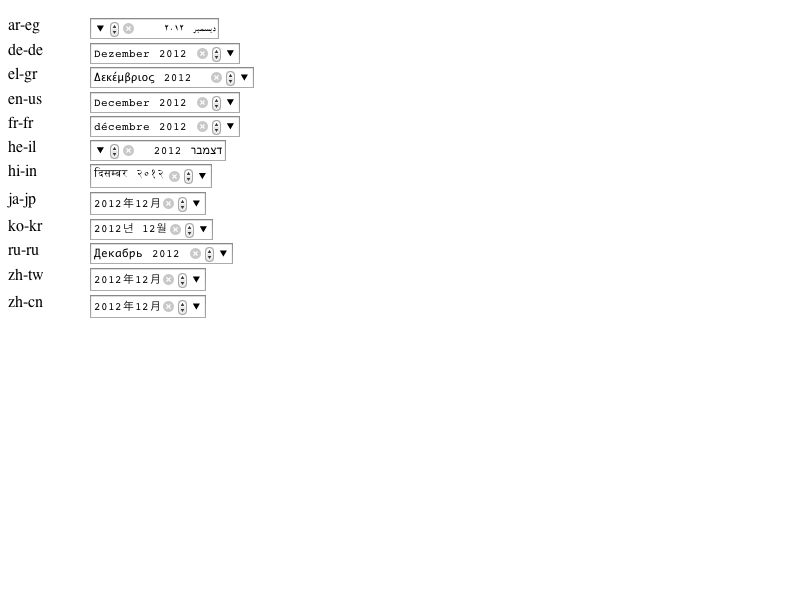 ar-eg ديسمبر ٢٠١٢
de-de Dezember 2012
el-gr Δεκέμβριος 2012
en-us December 2012
fr-fr décembre 2012
he-il דצמבר 2012
hi-in दिसम्बर २०१२
ja-jp 2012年12月
ko-kr 2012년 12월
ru-ru Декабрь 2012
zh-tw 2012年12月
zh-cn 2012年12月